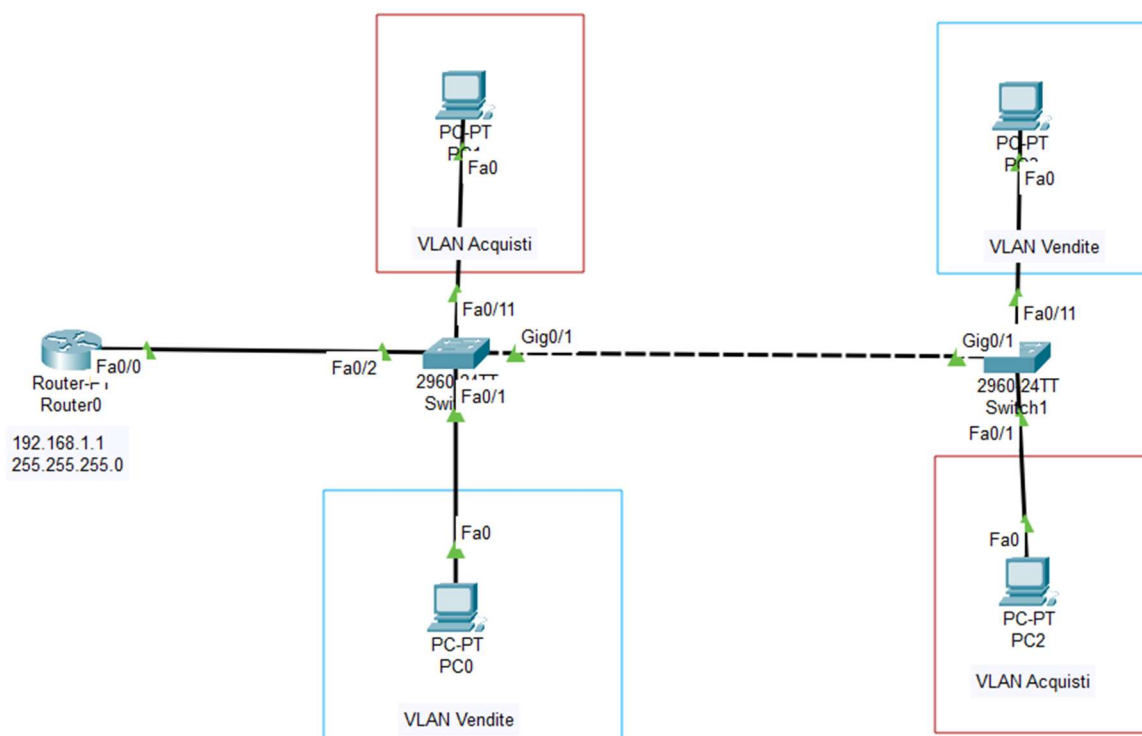 PC-PT
Fa0
VLAN Acquisti
Fa0/11
PC-PT
Fa0
VLAN Vendite
Fa0/11
Fa0/0
Router0
192.168.1.1
255.255.255.0
Fa0/2
Gig0/1
Fa0/1
Gig0/1
2960-24TT
Switch1
Fa0/1
Fa0
PC-PT
PC0
VLAN Vendite
Fa0
PC-PT
PC2
VLAN Acquisti